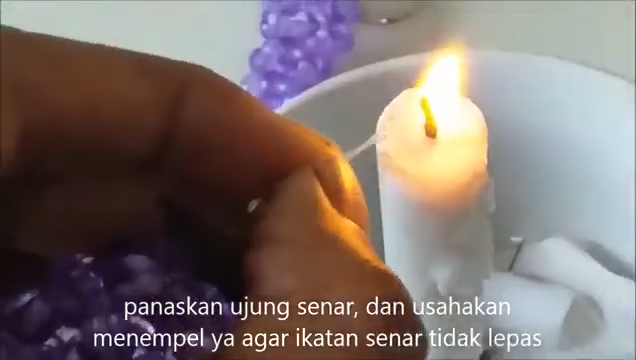 panaskan ujung senar, dan usahakan
menempel ya agar ikatan senar tidak lepas